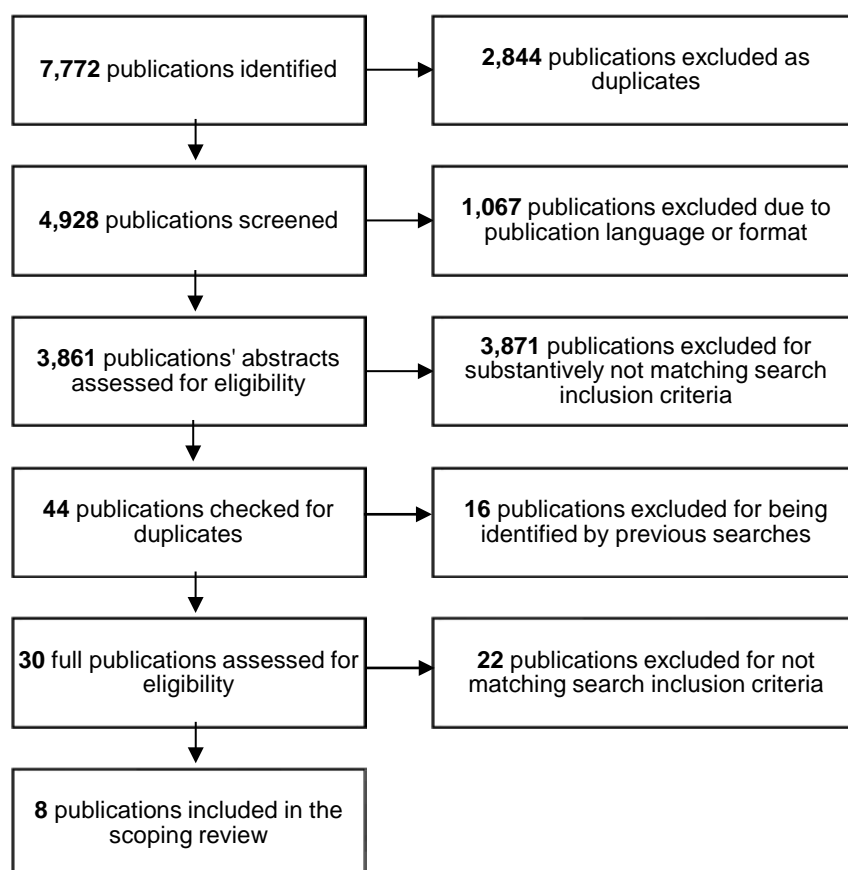 7,772 publications identified
2,844 publications excluded as
duplicates
4,928 publications screened
1,067 publications excluded due to
publication language or format
3,861 publications' abstracts
assessed for eligibility
3,871 publications excluded for
substantively not matching search
inclusion criteria
44 publications checked for
duplicates
16 publications excluded for being
identified by previous searches
30 full publications assessed for
eligibility
22 publications excluded for not
matching search inclusion criteria
8 publications included in the
scoping review